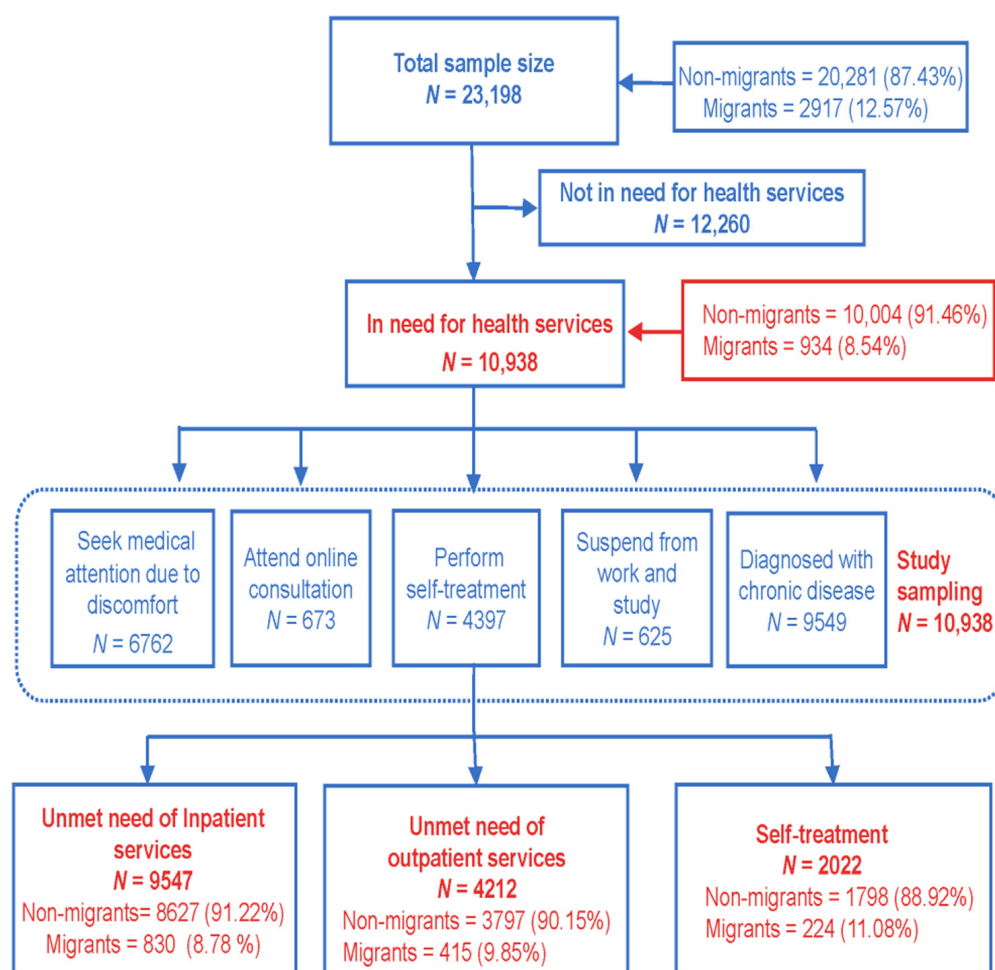 Total sample size
N = 23,198
Non-migrants = 20,281 (87.43%)
Migrants = 2917 (12.57%)
Not in need for health services
N = 12,260
In need for health services
N = 10,938
Non-migrants = 10,004 (91.46%)
Migrants = 934 (8.54%)
Seek medical
attention due to
discomfort
N = 6762
Attend online
consultation
N = 673
Perform
self-treatment
N = 4397
Suspend from
work and
study
N = 625
Diagnosed with
chronic disease
N = 9549
Study
sampling
N = 10,938
Unmet need of Inpatient
services
N = 9547
Non-migrants= 8627 (91.22%)
Migrants = 830 (8.78 %)
Unmet need of
outpatient services
N = 4212
Non-migrants = 3797 (90.15%)
Migrants = 415 (9.85%)
Self-treatment
N = 2022
Non-migrants = 1798 (88.92%)
Migrants = 224 (11.08%)